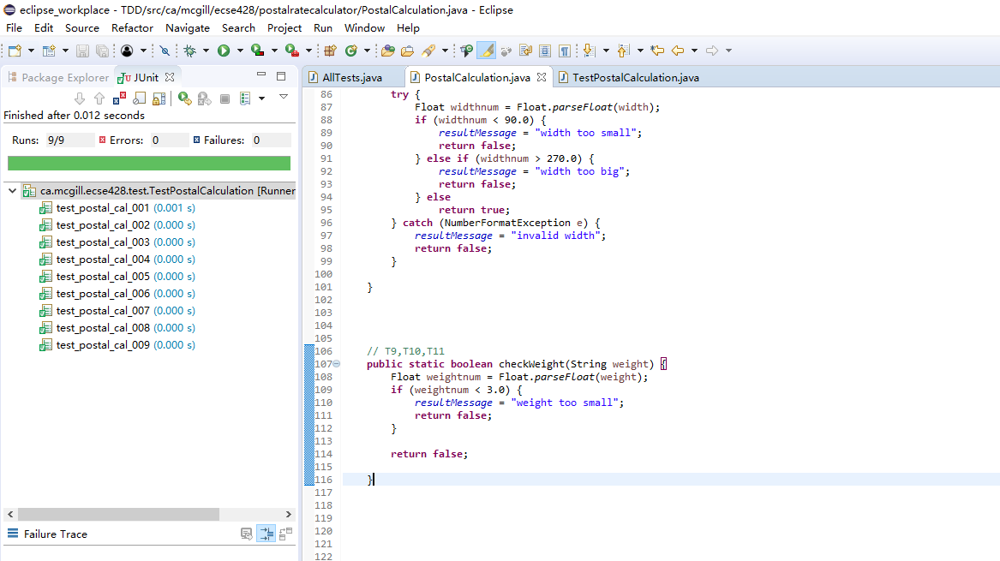 eclipse_workplace - TDD/src/ca/mcgill/ecse428/postalratecalculator/PostalCalculation.java - Eclipse
File Edit Source Refactor Navigate Search Project Run Window Help
Package Explorer JUnit
Finished after 0.012 seconds
Runs: 9/9 Errors: 0 Failures: 0
ca.mcgill.ecse428.test.TestPostalCalculation [Runner
test_postal_cal_001 (0.001 s)
test_postal_cal_002 (0.000 s)
test_postal_cal_003 (0.000 s)
test_postal_cal_004 (0.000 s)
test_postal_cal_005 (0.000 s)
test_postal_cal_006 (0.000 s)
test_postal_cal_007 (0.000 s)
test_postal_cal_008 (0.000 s)
test_postal_cal_009 (0.000 s)
Failure Trace
AllTests.java PostalCalculation.java TestPostalCalculation.java
86 try {
87 Float widthnum = Float.parseFloat(width);
88 if (widthnum < 90.0) {
89 resultMessage = "width too small";
90 return false;
91 } else if (widthnum > 270.0) {
92 resultMessage = "width too big";
93 return false;
94 } else
95 return true;
96 } catch (NumberFormatException e) {
97 resultMessage = "invalid width";
98 return false;
99 }
100
101 }
102
103
104
105
106 // T9,T10,T11
107 public static boolean checkWeight(String weight) {
108 Float weightnum = Float.parseFloat(weight);
109 if (weightnum < 3.0) {
110 resultMessage = "weight too small";
111 return false;
112 }
113
114 return false;
115
116 }
117
118
119
120
121
122